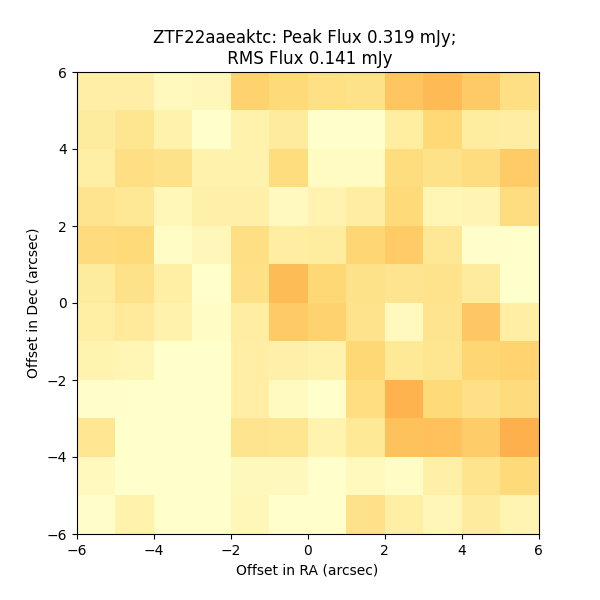 ZTF22aaeaktc: Peak Flux 0.319 mJy;
RMS Flux 0.141 mJy
6
4
2
0
−2
−4
−6
Offset in Dec (arcsec)
−6 −4 −2 0 2 4 6
Offset in RA (arcsec)